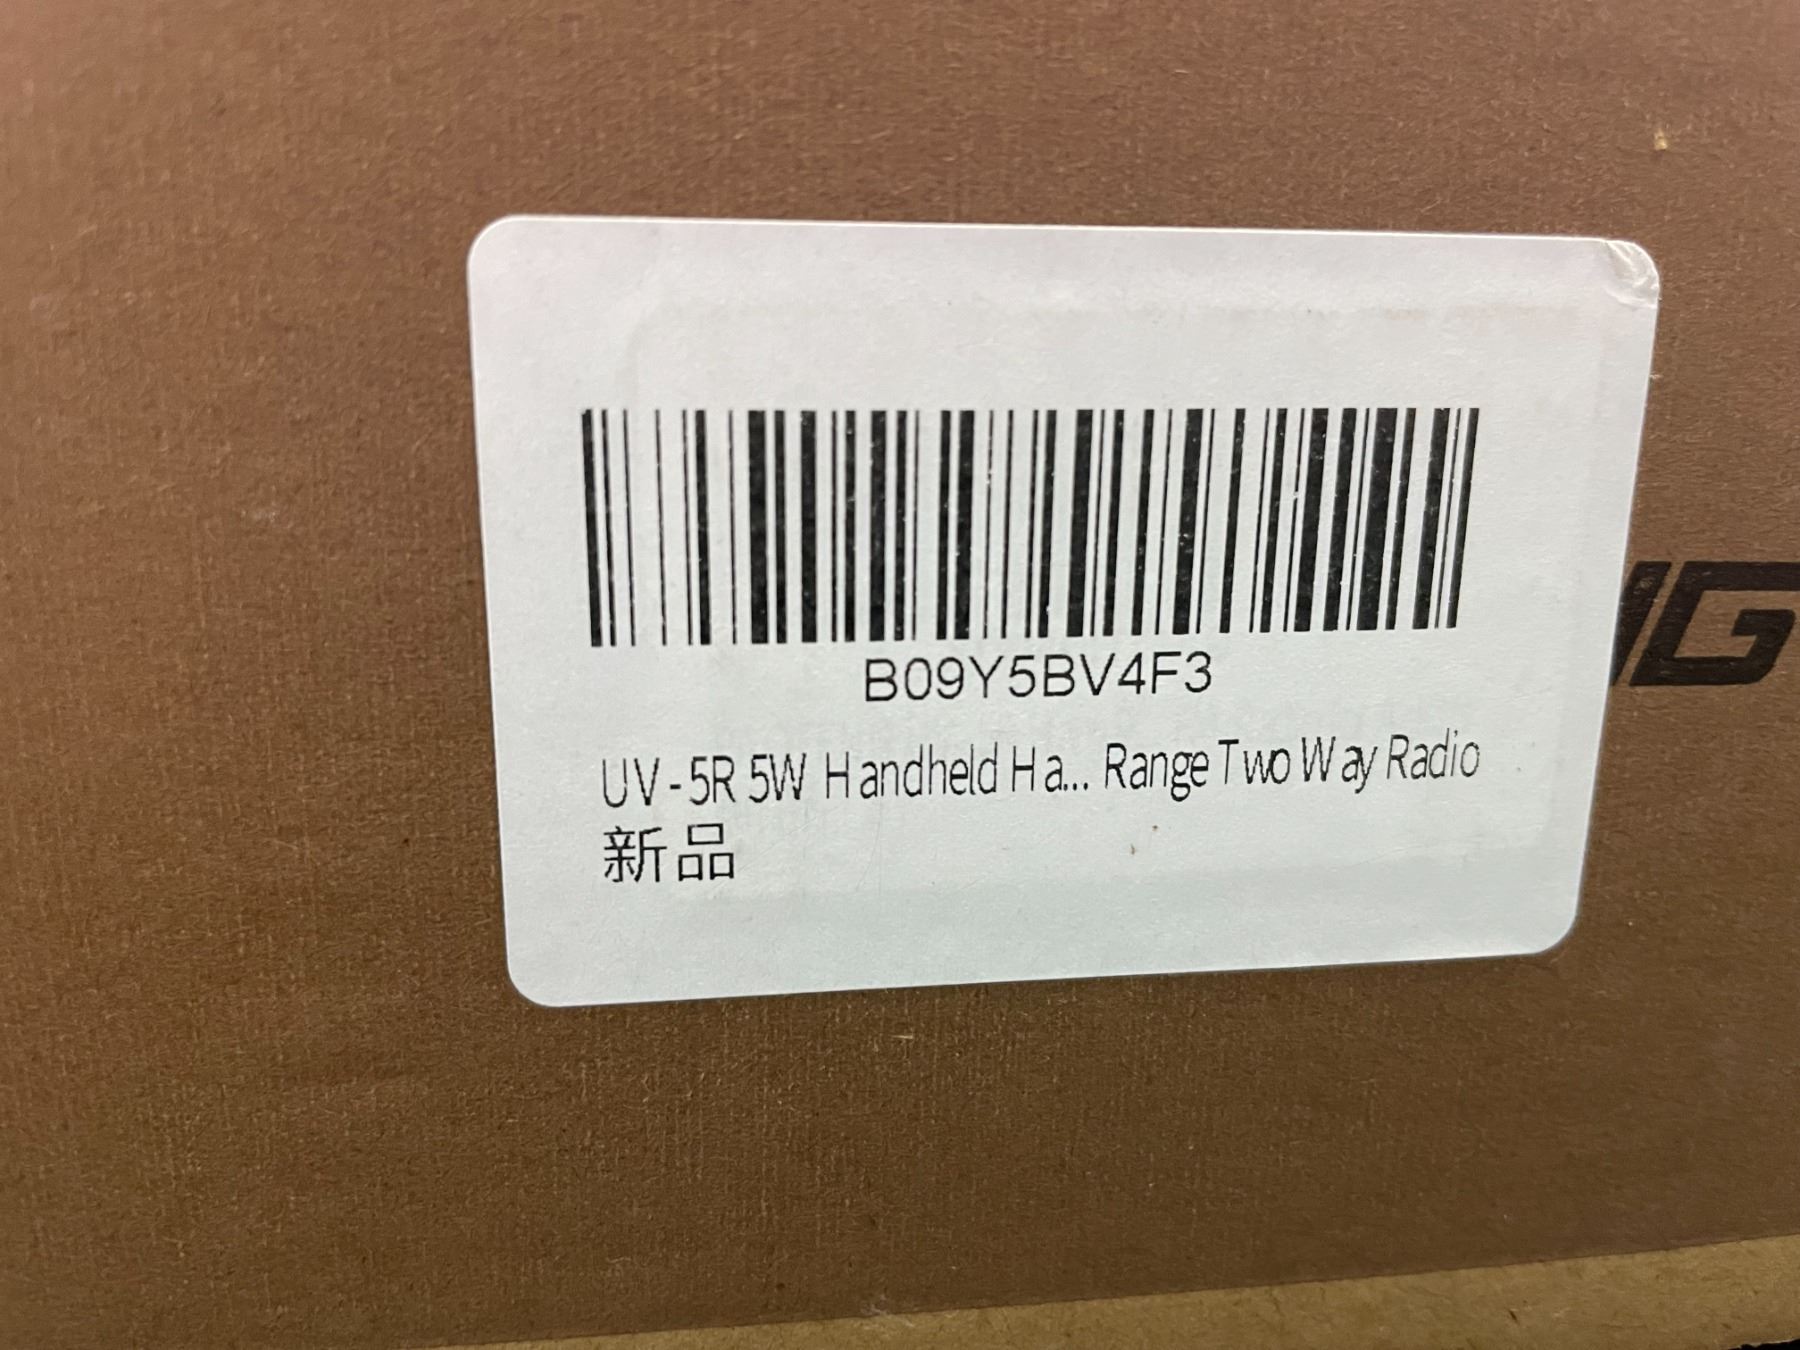 B09Y5BV4F3
UV-5R 5W Handheld Ha... Range Two Way Radio
新品